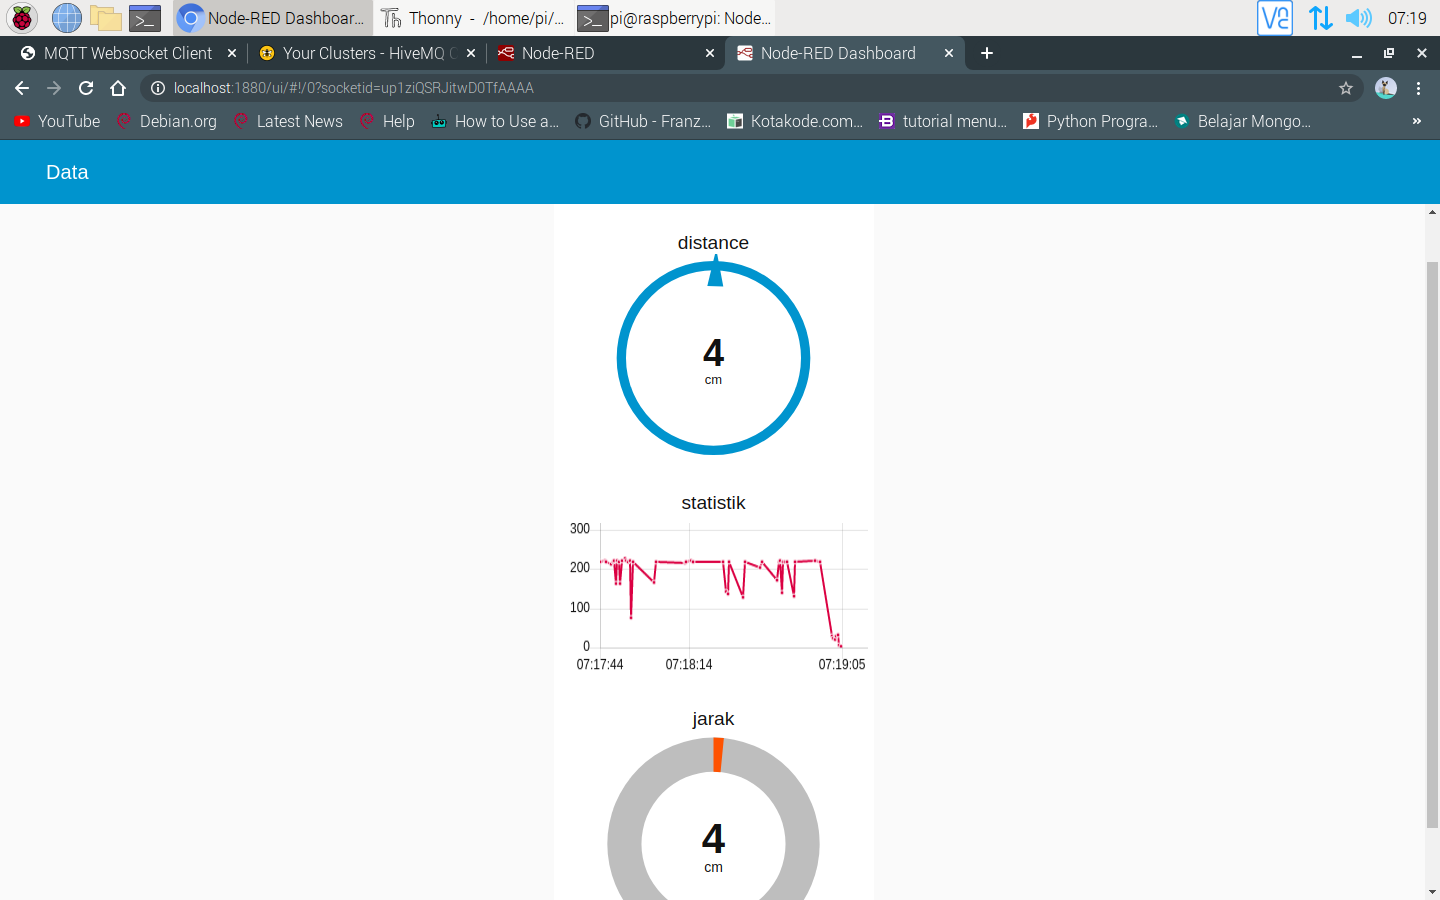 Node-RED Dashboar...
Thonny - /home/pi/...
pi@raspberrypi: Node...
07:19
MQTT Websocket Client
Your Clusters - HiveMQ C
Node-RED
Node-RED Dashboard
localhost:1880/ui/#!/0?socketid=up1ziQSRJitwD0TfAAAA
YouTube
Debian.org
Latest News
Help
How to Use a...
GitHub - Franz...
Kotakode.com...
tutorial menu...
Python Progra...
Belajar Mongo...
»
Data
distance
4
cm
statistik
300
200
100
0
07:17:44
07:18:14
07:19:05
jarak
4
cm